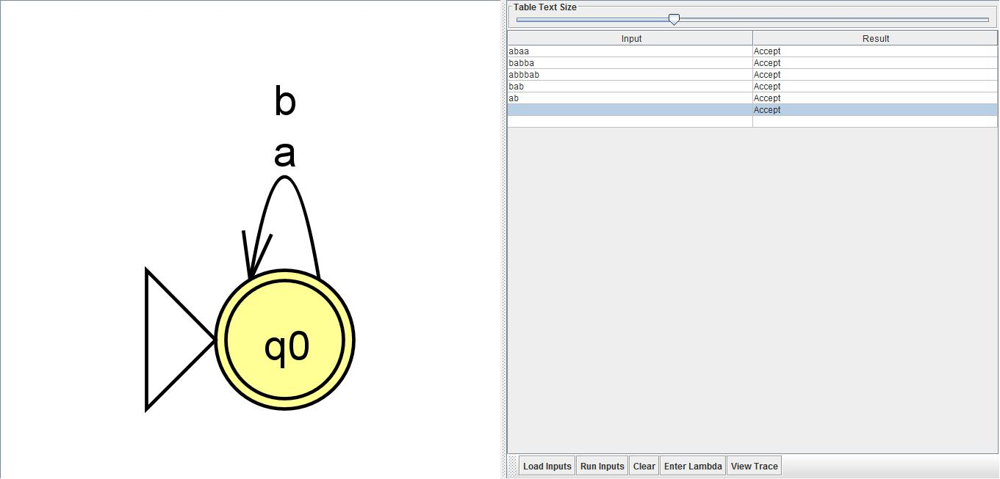 b
a
q0
Table Text Size
Input Result
abaa Accept
babba Accept
abbbab Accept
bab Accept
ab Accept
Accept
Load Inputs Run Inputs Clear Enter Lambda View Trace